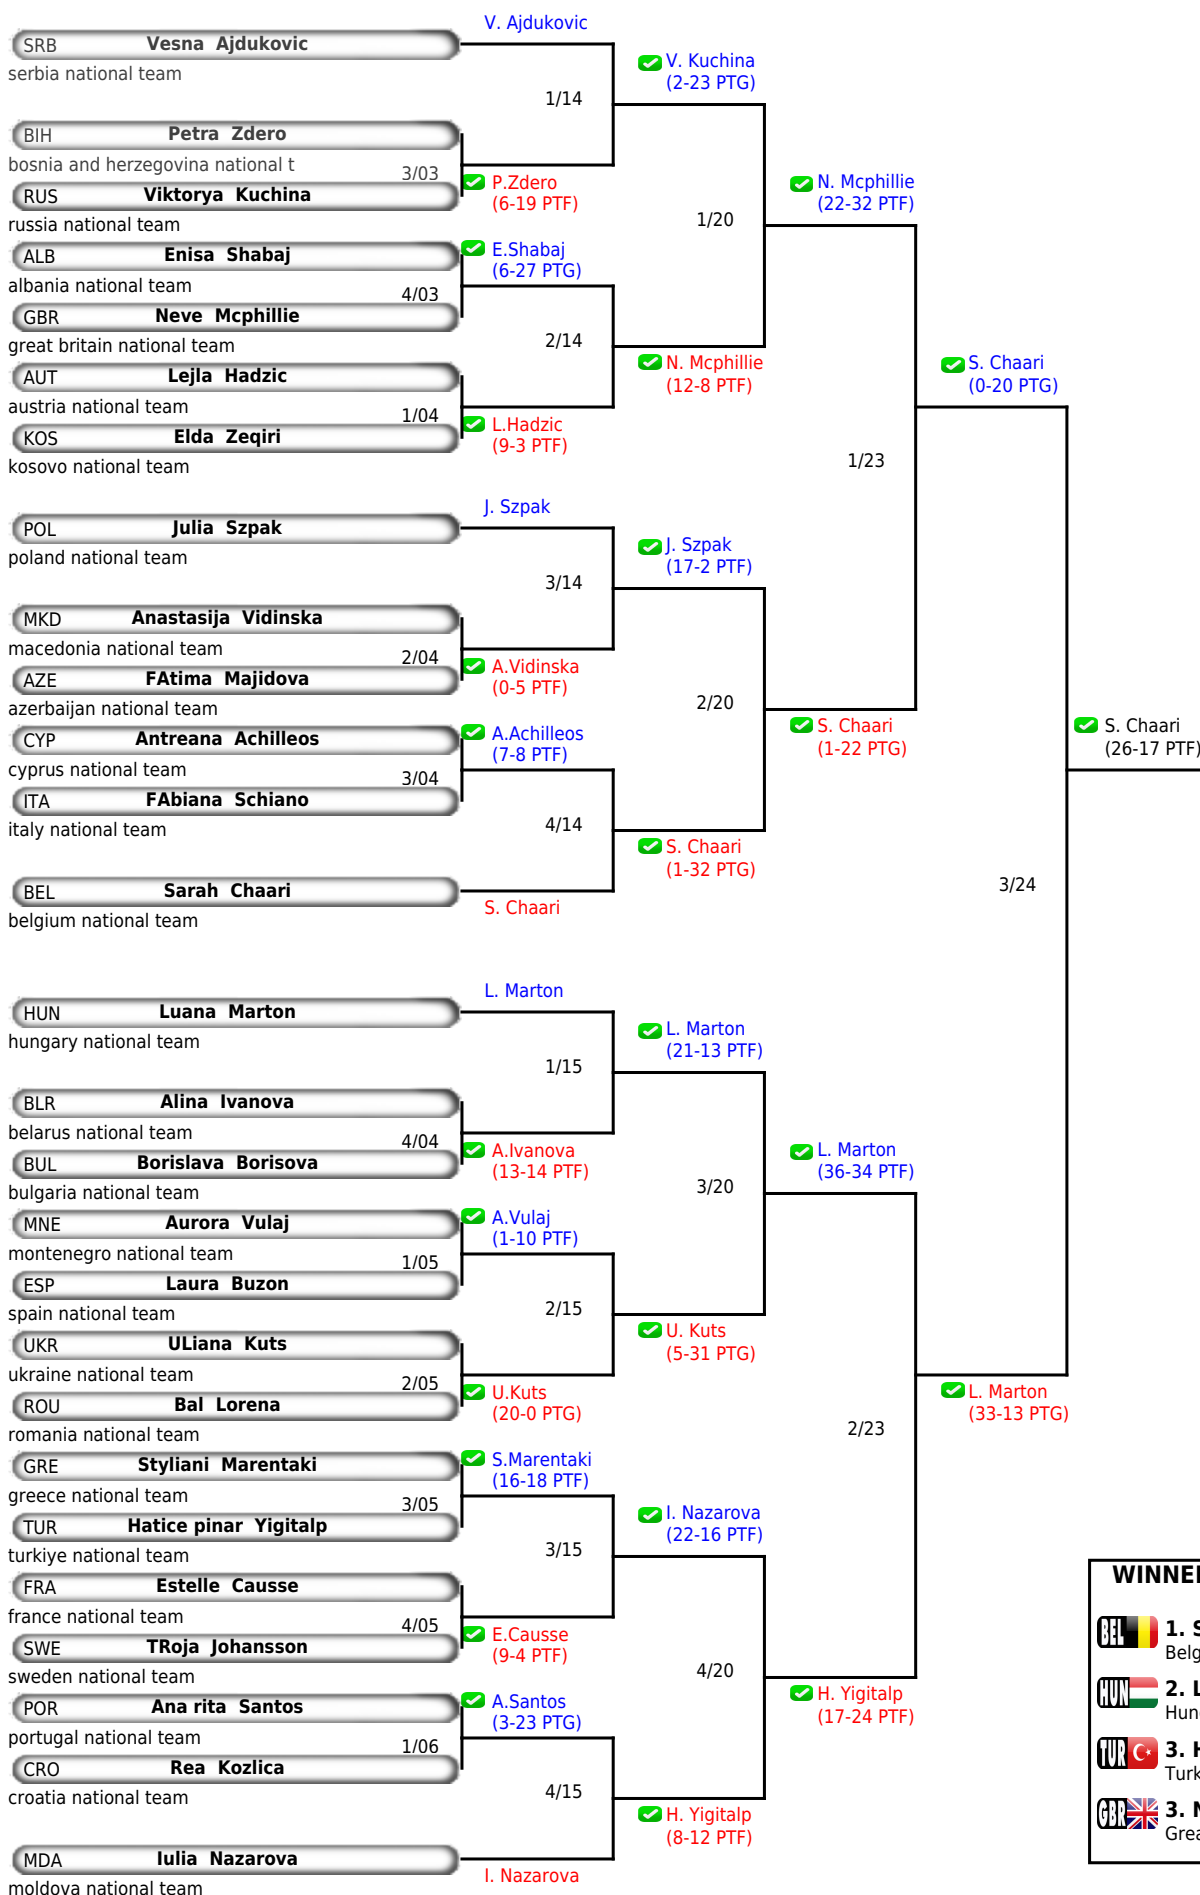 V. Ajdukovic
SRB Vesna Ajdukovic
serbia national team
V. Kuchina
(2-23 PTG)
1/14
BIH Petra Zdero
bosnia and herzegovina national t
3/03
P.Zdero
(6-19 PTF)
RUS Viktorya Kuchina
russia national team
N. Mcphillie
(22-32 PTF)
1/20
ALB Enisa Shabaj
albania national team
E.Shabaj
(6-27 PTG)
4/03
GBR Neve Mcphillie
great britain national team
2/14
N. Mcphillie
(12-8 PTF)
AUT Lejla Hadzic
austria national team
1/04
L.Hadzic
(9-3 PTF)
KOS Elda Zeqiri
kosovo national team
S. Chaari
(0-20 PTG)
1/23
J. Szpak
POL Julia Szpak
poland national team
J. Szpak
(17-2 PTF)
3/14
MKD Anastasija Vidinska
macedonia national team
2/04
A.Vidinska
(0-5 PTF)
AZE FAtima Majidova
azerbaijan national team
2/20
CYP Antreana Achilleos
cyprus national team
A.Achilleos
(7-8 PTF)
S. Chaari
(1-22 PTG)
S. Chaari
(26-17 PTF)
3/04
ITA FAbiana Schiano
italy national team
4/14
S. Chaari
(1-32 PTG)
BEL Sarah Chaari
belgium national team
S. Chaari
3/24
L. Marton
HUN Luana Marton
hungary national team
L. Marton
(21-13 PTF)
1/15
BLR Alina Ivanova
belarus national team
4/04
A.Ivanova
(13-14 PTF)
BUL Borislava Borisova
bulgaria national team
L. Marton
(36-34 PTF)
3/20
MNE Aurora Vulaj
montenegro national team
A.Vulaj
(1-10 PTF)
1/05
ESP Laura Buzon
spain national team
2/15
U. Kuts
(5-31 PTG)
UKR ULiana Kuts
ukraine national team
2/05
U.Kuts
(20-0 PTG)
ROU Bal Lorena
romania national team
L. Marton
(33-13 PTG)
2/23
GRE Styliani Marentaki
greece national team
S.Marentaki
(16-18 PTF)
3/05
TUR Hatice pinar Yigitalp
turkiye national team
I. Nazarova
(22-16 PTF)
3/15
FRA Estelle Causse
france national team
4/05
E.Causse
(9-4 PTF)
SWE TRoja Johansson
sweden national team
4/20
POR Ana rita Santos
portugal national team
A.Santos
(3-23 PTG)
H. Yigitalp
(17-24 PTF)
1/06
CRO Rea Kozlica
croatia national team
4/15
H. Yigitalp
(8-12 PTF)
MDA Iulia Nazarova
moldova national team
I. Nazarova
WINNE
BEL 1. S
Belg
HUN 2. L
Hun
TUR 3. H
Turk
GBR 3. N
Grea